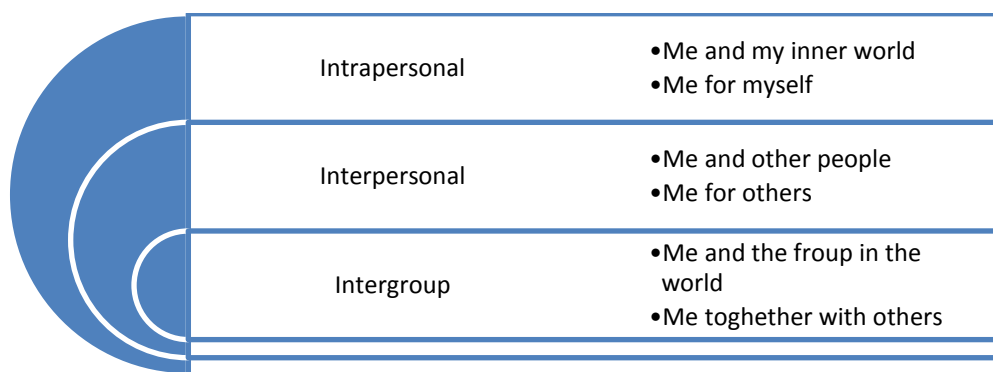 Intrapersonal
•Me and my inner world
•Me for myself
Interpersonal
•Me and other people
•Me for others
Intergroup
•Me and the froup in the
world
•Me toghether with others